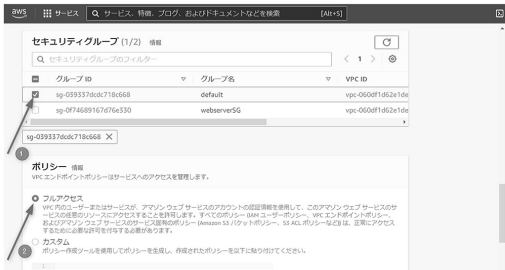 aws
サービス
サービス、特徴、ブログ、およびドキュメントなどを検索
[Alt+S]
セキュリティグループ (1/2) 情報
セキュリティグループのフィルター
1
グループ ID
グループ名
VPC ID
sg-039337dcdc718c668
default
vpc-060df1d62e1de
sg-0f74689167d76e330
webserverSG
vpc-060df1d62e1de
sg-039337dcdc718c668 ×
1
ポリシー 情報
VPC エンドポイントポリシーはサービスへのアクセスを管理します。
フルアクセス
VPC 内のユーザーまたはサービスが、アマゾン ウェブ サービスのアカウントの認証情報を使用して、このアマゾン ウェブ サービスのサ
ービスの任意のリソースにアクセスすることを許可します。すべてのポリシー (IAM ユーザーポリシー、VPC エンドポイントポリシー、
およびアマゾン ウェブ サービスのサービス固有のポリシー (Amazon S3 バケットポリシー、S3 ACL ポリシーなど)) は、正常にアクセス
するために必要な許可を付与する必要があります。
2
カスタム
ポリシー作成ツールを使用してポリシーを生成し、作成されたポリシーを以下に貼り付けてください。
1